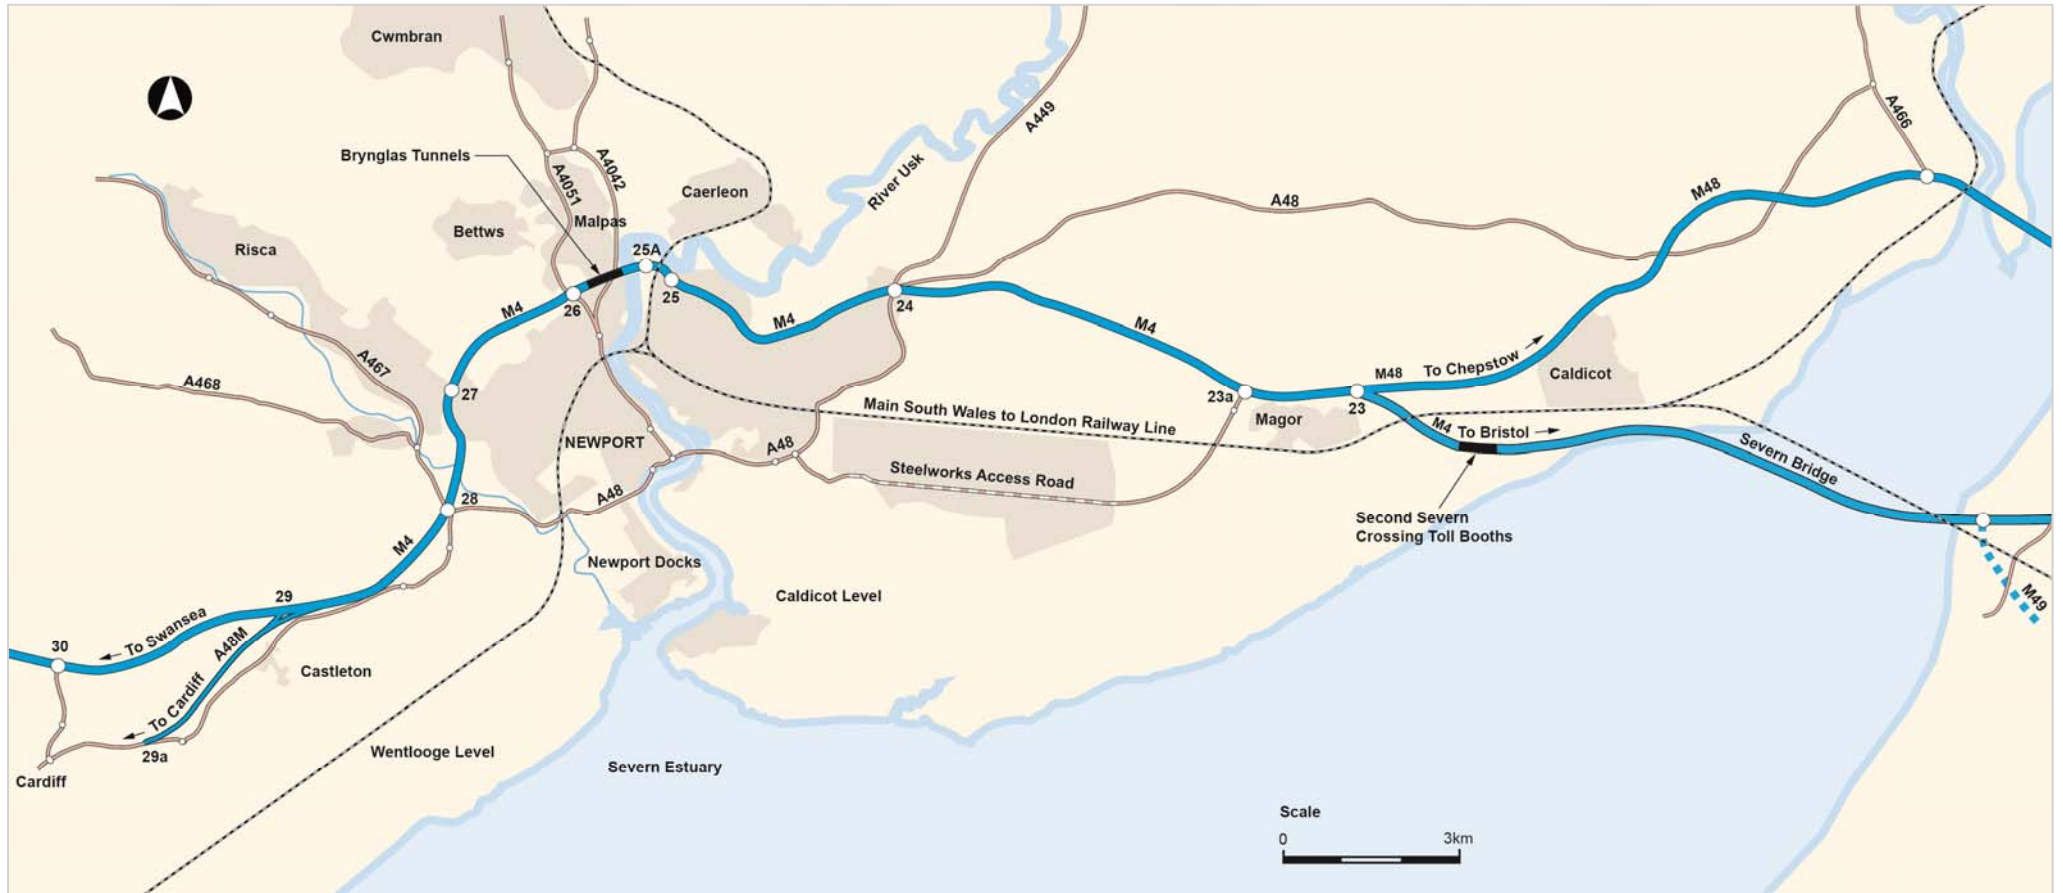 Cwmbran
A449
A466
Brynglas Tunnels
A4051
A4042
Caerleon
River Usk
M48
A48
Bettws
Malpas
Risca
25A
25
26
24
M4
M4
M4
A467
A468
27
23a
23
M48
To Chepstow
Caldicot
Main South Wales to London Railway Line
Magor
M4
To Bristol
NEWPORT
A48
Severn Bridge
Steelworks Access Road
28
A48
Second Severn
Crossing Toll Booths
M4
Newport Docks
Caldicot Level
29
M49
To Swansea
A48M
30
Castleton
To Cardiff
29a
Wentlooge Level
Severn Estuary
Cardiff
Scale
0
3km